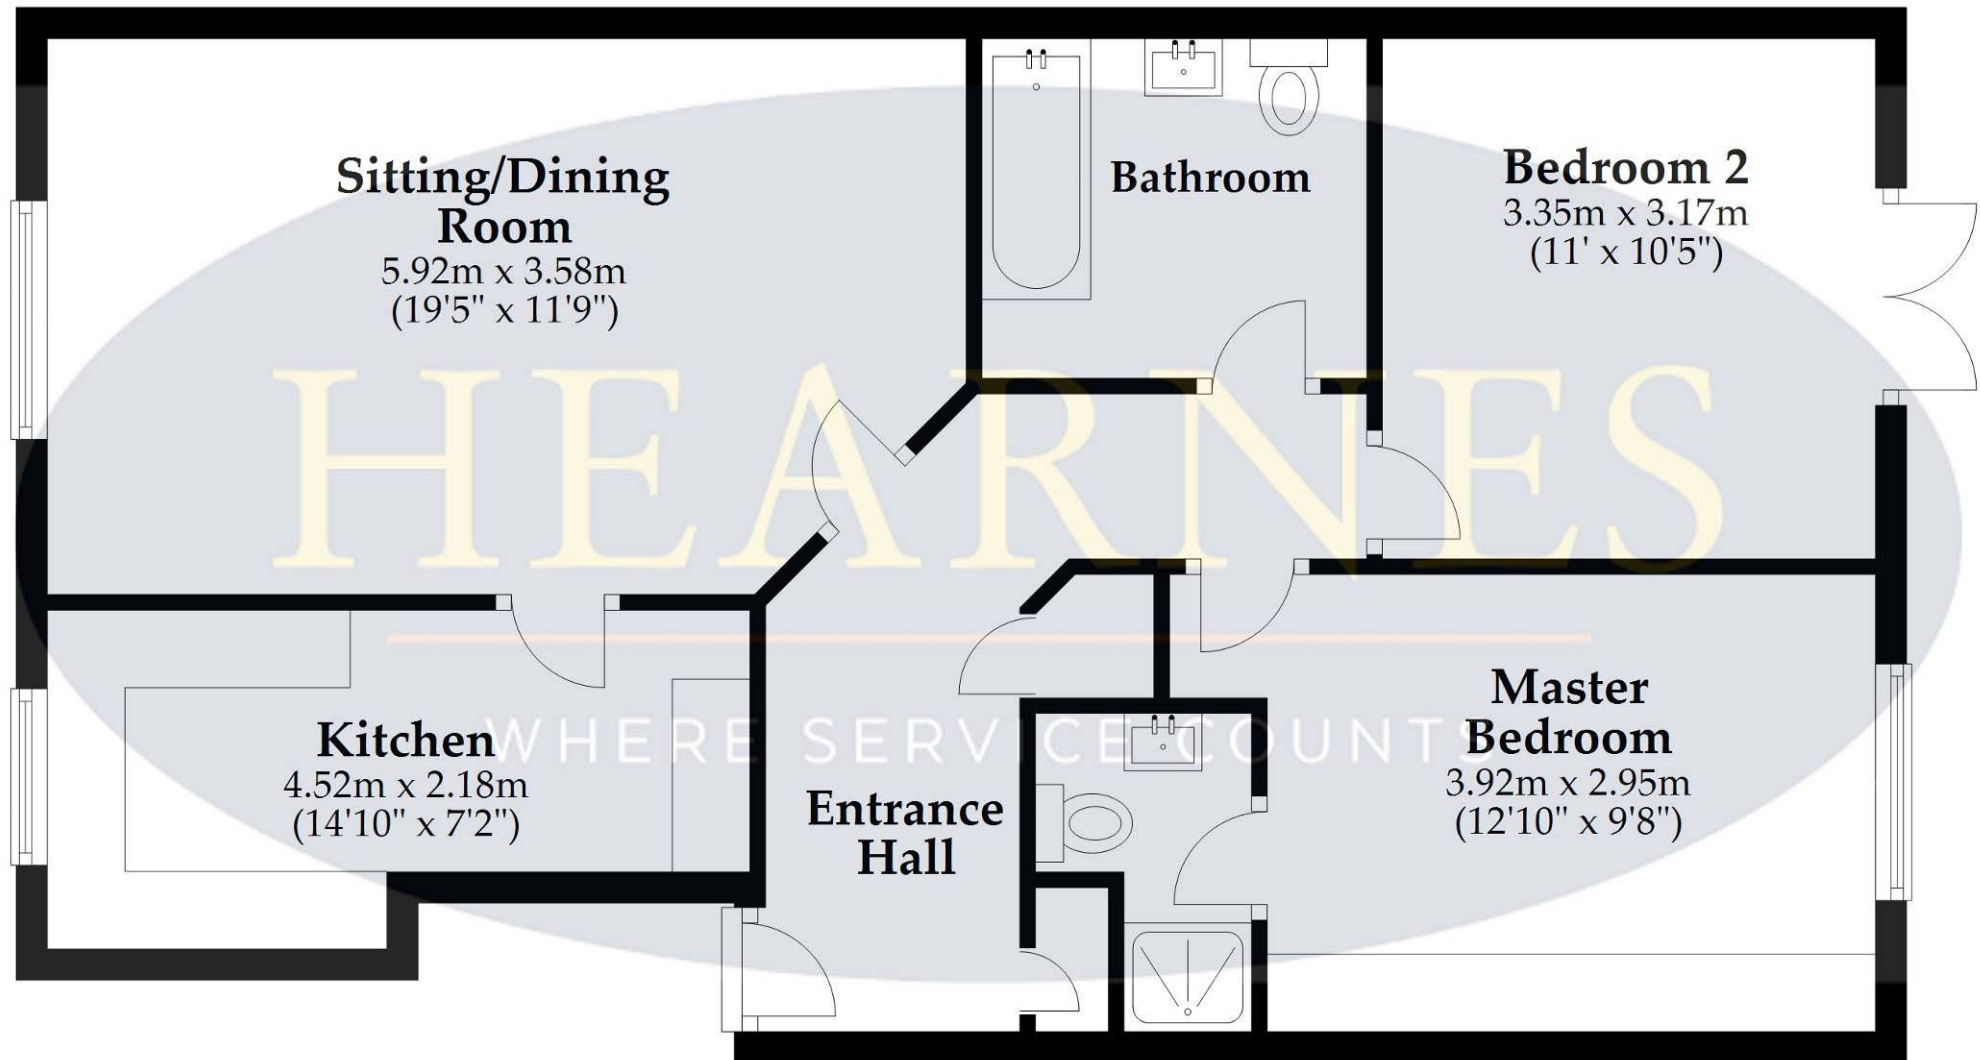 Sitting/Dining
Room
5.92m x 3.58m
(19'5" x 11'9")
Bathroom
Bedroom 2
3.35m x 3.17m
(11' x 10'5")
HEARNES
WHERE SERVICE COUNTS
Kitchen
4.52m x 2.18m
(14'10" x 7'2")
Entrance
Hall
Master
Bedroom
3.92m x 2.95m
(12'10" x 9'8")